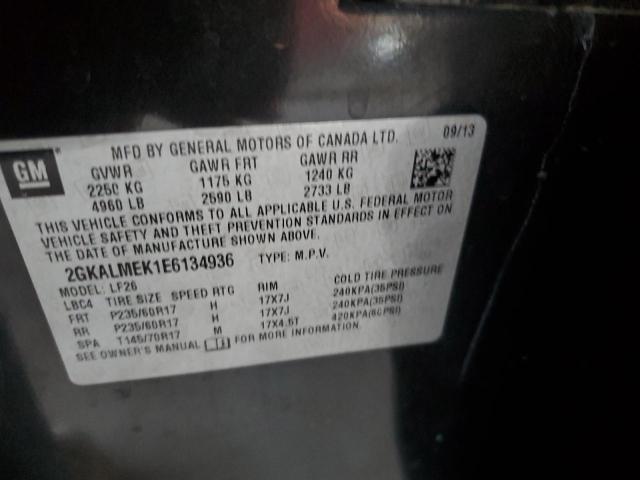 GM
MFD BY GENERAL MOTORS OF CANADA LTD. 09/13
GVWR GAWR FRT GAWR RR
2250 KG 1175 KG 1240 KG
4960 LB 2590 LB 2733 LB
THIS VEHICLE CONFORMS TO ALL APPLICABLE U.S. FEDERAL MOTOR
VEHICLE SAFETY AND THEFT PREVENTION STANDARDS IN EFFECT ON
THE DATE OF MANUFACTURE SHOWN ABOVE.
2GKALMEK1E6134936 TYPE: M.P.V.
MODEL: LF26
LBC4 TIRE SIZE SPEED RTG RIM COLD TIRE PRESSURE
FRT P235/60R17 H 17X7J 240KPA(35PSI)
RR P235/60R17 H 17X7J 240KPA(35PSI)
SPA T145/70R17 M 17X4.5T 420KPA(60PSI)
SEE OWNER'S MANUAL FOR MORE INFORMATION.